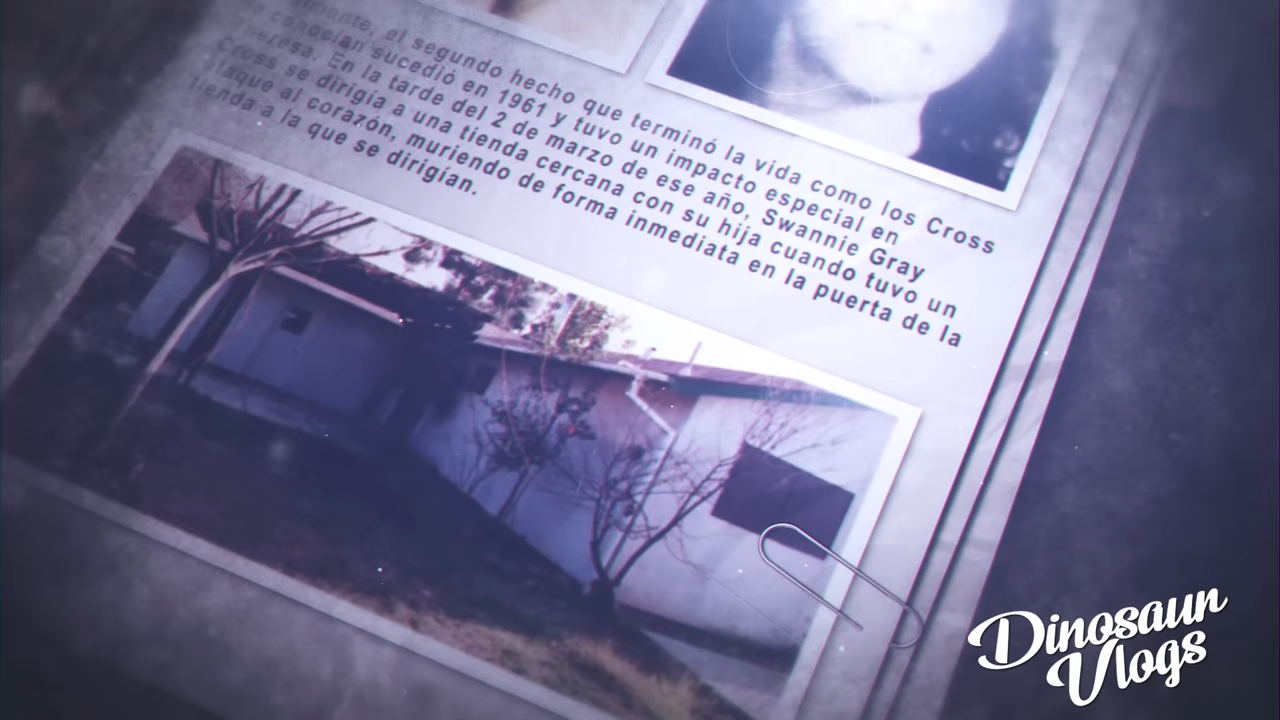 el segundo hecho que terminó la vida como los Cross
conocían sucedió en 1961 y tuvo un impacto especial en
Theresa. En la tarde del 2 de marzo de ese año, Swannie Gray
Cross se dirigía a una tienda cercana con su hija cuando tuvo un
ataque al corazón, muriendo de forma inmediata en la puerta de la
tienda a la que se dirigían.
Dinosaur
Vlogs